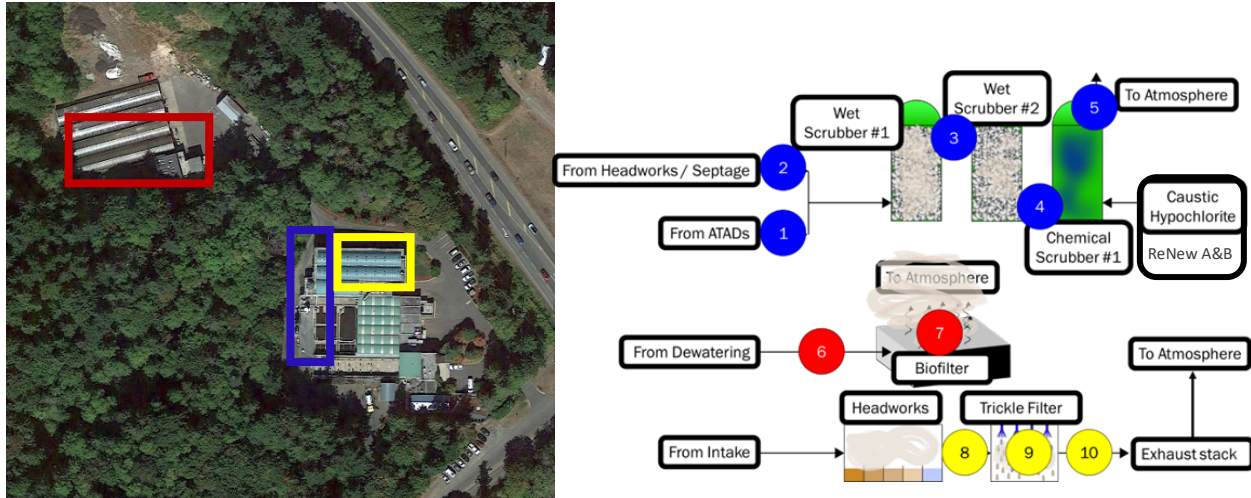 Wet
Scrubber #2
Wet
Scrubber #1
5
To Atmosphere
3
From Headworks / Septage
2
4
Caustic
Hypochlorite
From ATADs
1
Chemical
Scrubber #1
ReNew A&B
To Atmosphere
From Dewatering
6
7
Biofilter
To Atmosphere
Headworks
Trickle Filter
From Intake
8
9
10
Exhaust stack